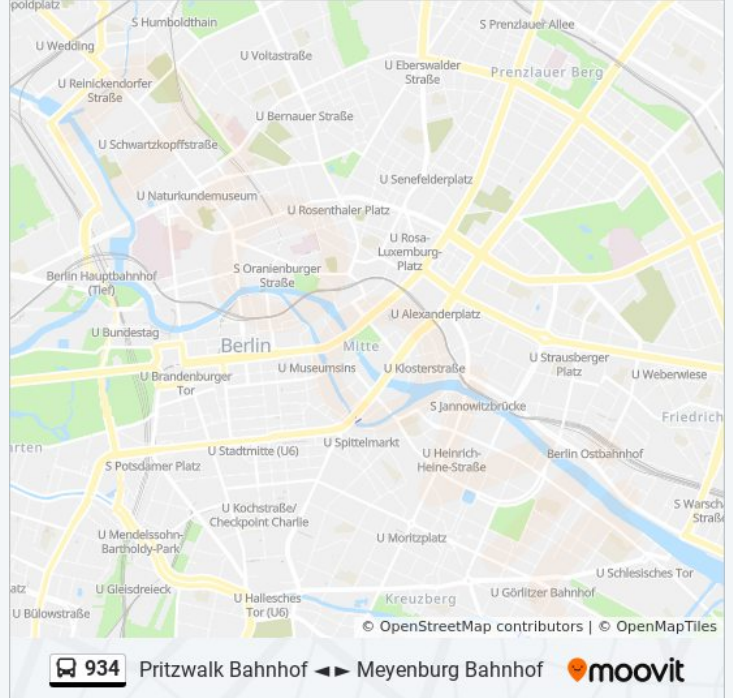 poldplatz
S Humboldthain
S Prenzlauer Allee
U Wedding
U Voltastraße
U Eberswalder
Straße
Prenzlauer Berg
U Reinickendorfer
Straße
U Bernauer Straße
U Schwartzkopffstraße
U Senefelderplatz
U Naturkundemuseum
U Rosenthaler Platz
U Rosa-
Luxemburg-
Platz
Berlin Hauptbahnhof
(Tief)
S Oranienburger
Straße
U Alexanderplatz
U Bundestag
Berlin
Mitte
U Strausberger
Platz
U Museumsins
U Klosterstraße
U Weberwiese
U Brandenburger
Tor
S Jannowitzbrücke
Friedrich
rten
U Stadtmitte (U6)
U Spittelmarkt
U Heinrich-
Heine-Straße
Berlin Ostbahnhof
S Potsdamer Platz
S Warsch
Straße
U Kochstraße/
Checkpoint Charlie
U Mendelssohn-
Bartholdy-Park
U Moritzplatz
U Schlesisches Tor
atz
U Gleisdreieck
U Hallesches
Tor (U6)
Kreuzberg
U Görlitzer Bahnhof
U Bülowstraße
© OpenStreetMap contributors | © OpenMapTiles
934 Pritzwalk Bahnhof ◄► Meyenburg Bahnhof moovit